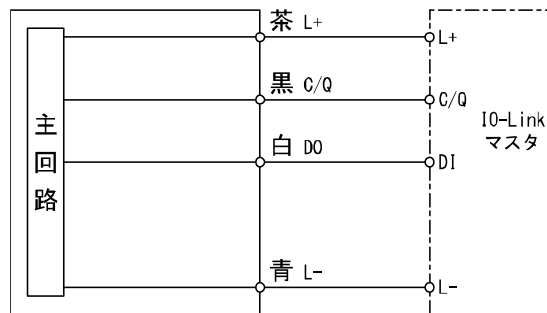 茶 L+
L+
黒 C/Q
C/Q
IO-Link
マスタ
主回路
白 DO
DI
青 L-
L-